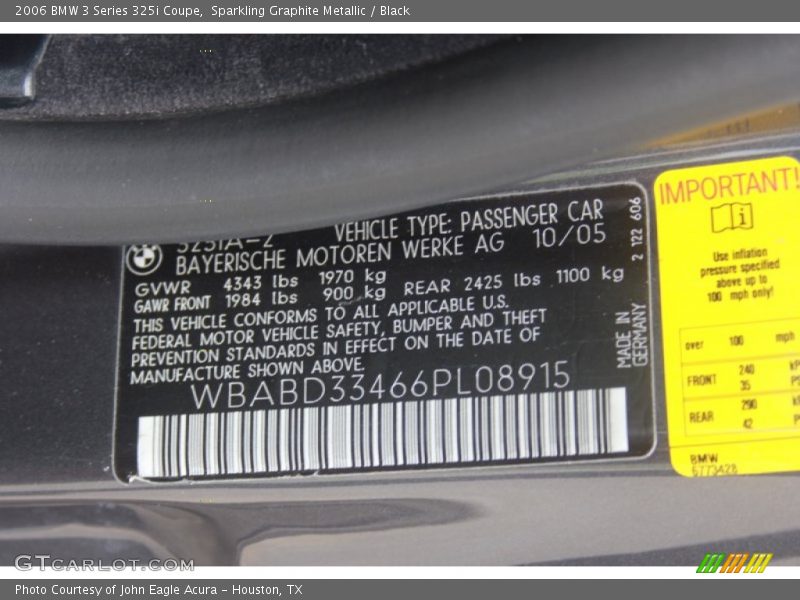 2006 BMW 3 Series 325i Coupe,  Sparkling Graphite Metallic / Black
325iA-2 VEHICLE TYPE: PASSENGER CAR
BAYERISCHE MOTOREN WERKE AG 10/05
GVWR 4343 lbs 1970 kg
GAWR FRONT 1984 lbs 900 kg REAR 2425 lbs 1100 kg
THIS VEHICLE CONFORMS TO ALL APPLICABLE U.S.
FEDERAL MOTOR VEHICLE SAFETY, BUMPER AND THEFT
PREVENTION STANDARDS IN EFFECT ON THE DATE OF
MANUFACTURE SHOWN ABOVE.
WBABD33466PL08915
2 122 606
MADE IN
GERMANY
IMPORTANT!
Use inflation
pressure specified
above up to
100 mph only!
over 100 mph
FRONT 240
35
REAR 290
42
BMW
6773428
GTCARLOT.COM
Photo Courtesy of John Eagle Acura - Houston, TX